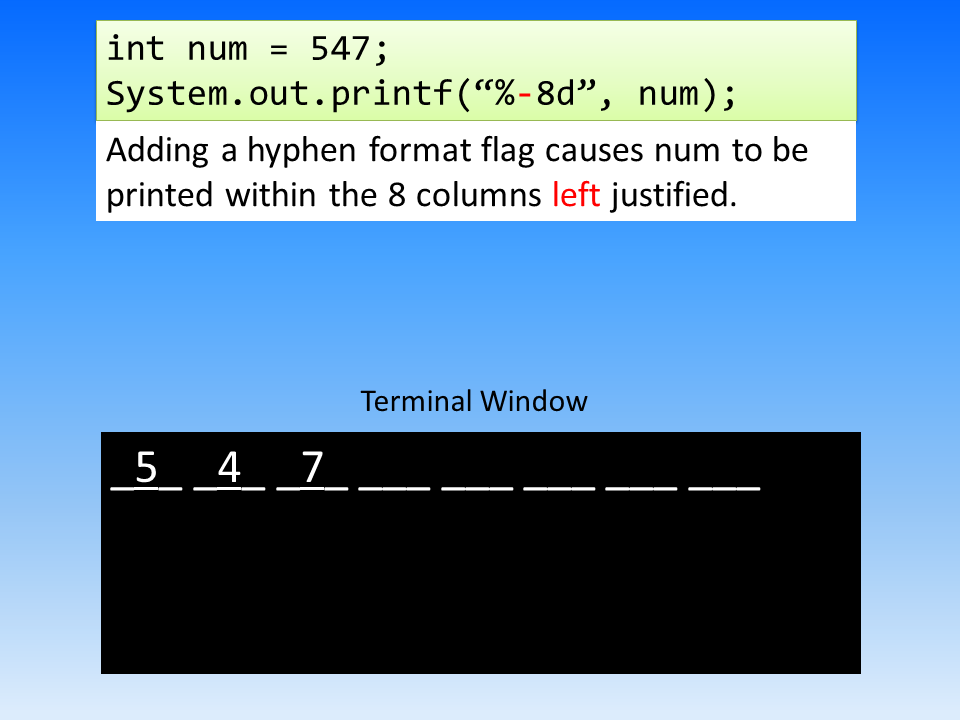 int num = 547;
System.out.printf(“%-8d”, num);
Adding a hyphen format flag causes num to be
printed within the 8 columns left justified.
Terminal Window
_5_ _4_ _7_ ___ ___ ___ ___ ___